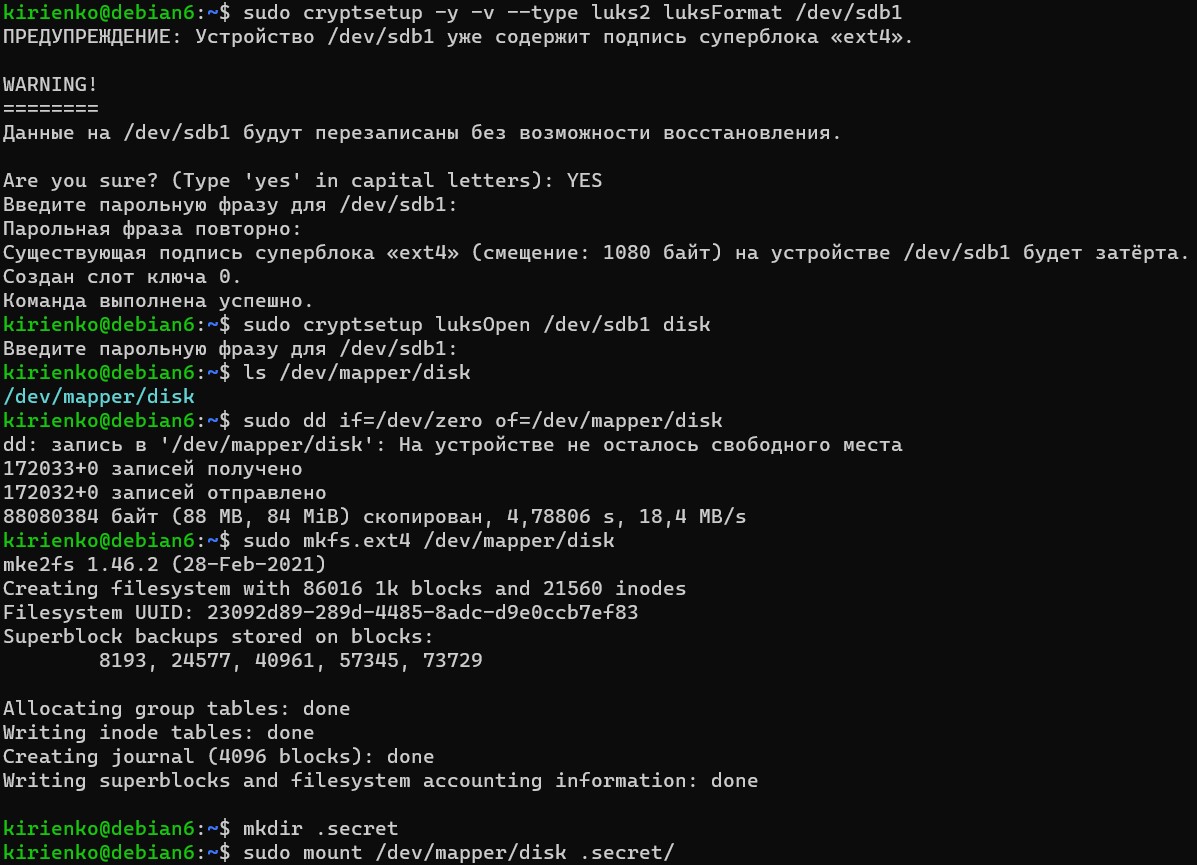 kirienko@debian6:~$ sudo cryptsetup -y -v --type luks2 luksFormat /dev/sdb1
ПРЕДУПРЕЖДЕНИЕ: Устройство /dev/sdb1 уже содержит подпись суперблока «ext4».
WARNING!
========
Данные на /dev/sdb1 будут перезаписаны без возможности восстановления.
Are you sure? (Type 'yes' in capital letters): YES
Введите парольную фразу для /dev/sdb1:
Парольная фраза повторно:
Существующая подпись суперблока «ext4» (смещение: 1080 байт) на устройстве /dev/sdb1 будет затёрта.
Создан слот ключа 0.
Команда выполнена успешно.
kirienko@debian6:~$ sudo cryptsetup luksOpen /dev/sdb1 disk
Введите парольную фразу для /dev/sdb1:
kirienko@debian6:~$ ls /dev/mapper/disk
/dev/mapper/disk
kirienko@debian6:~$ sudo dd if=/dev/zero of=/dev/mapper/disk
dd: запись в '/dev/mapper/disk': На устройстве не осталось свободного места
172033+0 записей получено
172032+0 записей отправлено
88080384 байт (88 MB, 84 MiB) скопирован, 4,78806 s, 18,4 MB/s
kirienko@debian6:~$ sudo mkfs.ext4 /dev/mapper/disk
mke2fs 1.46.2 (28-Feb-2021)
Creating filesystem with 86016 1k blocks and 21560 inodes
Filesystem UUID: 23092d89-289d-4485-8adc-d9e0ccb7ef83
Superblock backups stored on blocks:
8193, 24577, 40961, 57345, 73729
Allocating group tables: done
Writing inode tables: done
Creating journal (4096 blocks): done
Writing superblocks and filesystem accounting information: done
kirienko@debian6:~$ mkdir .secret
kirienko@debian6:~$ sudo mount /dev/mapper/disk .secret/